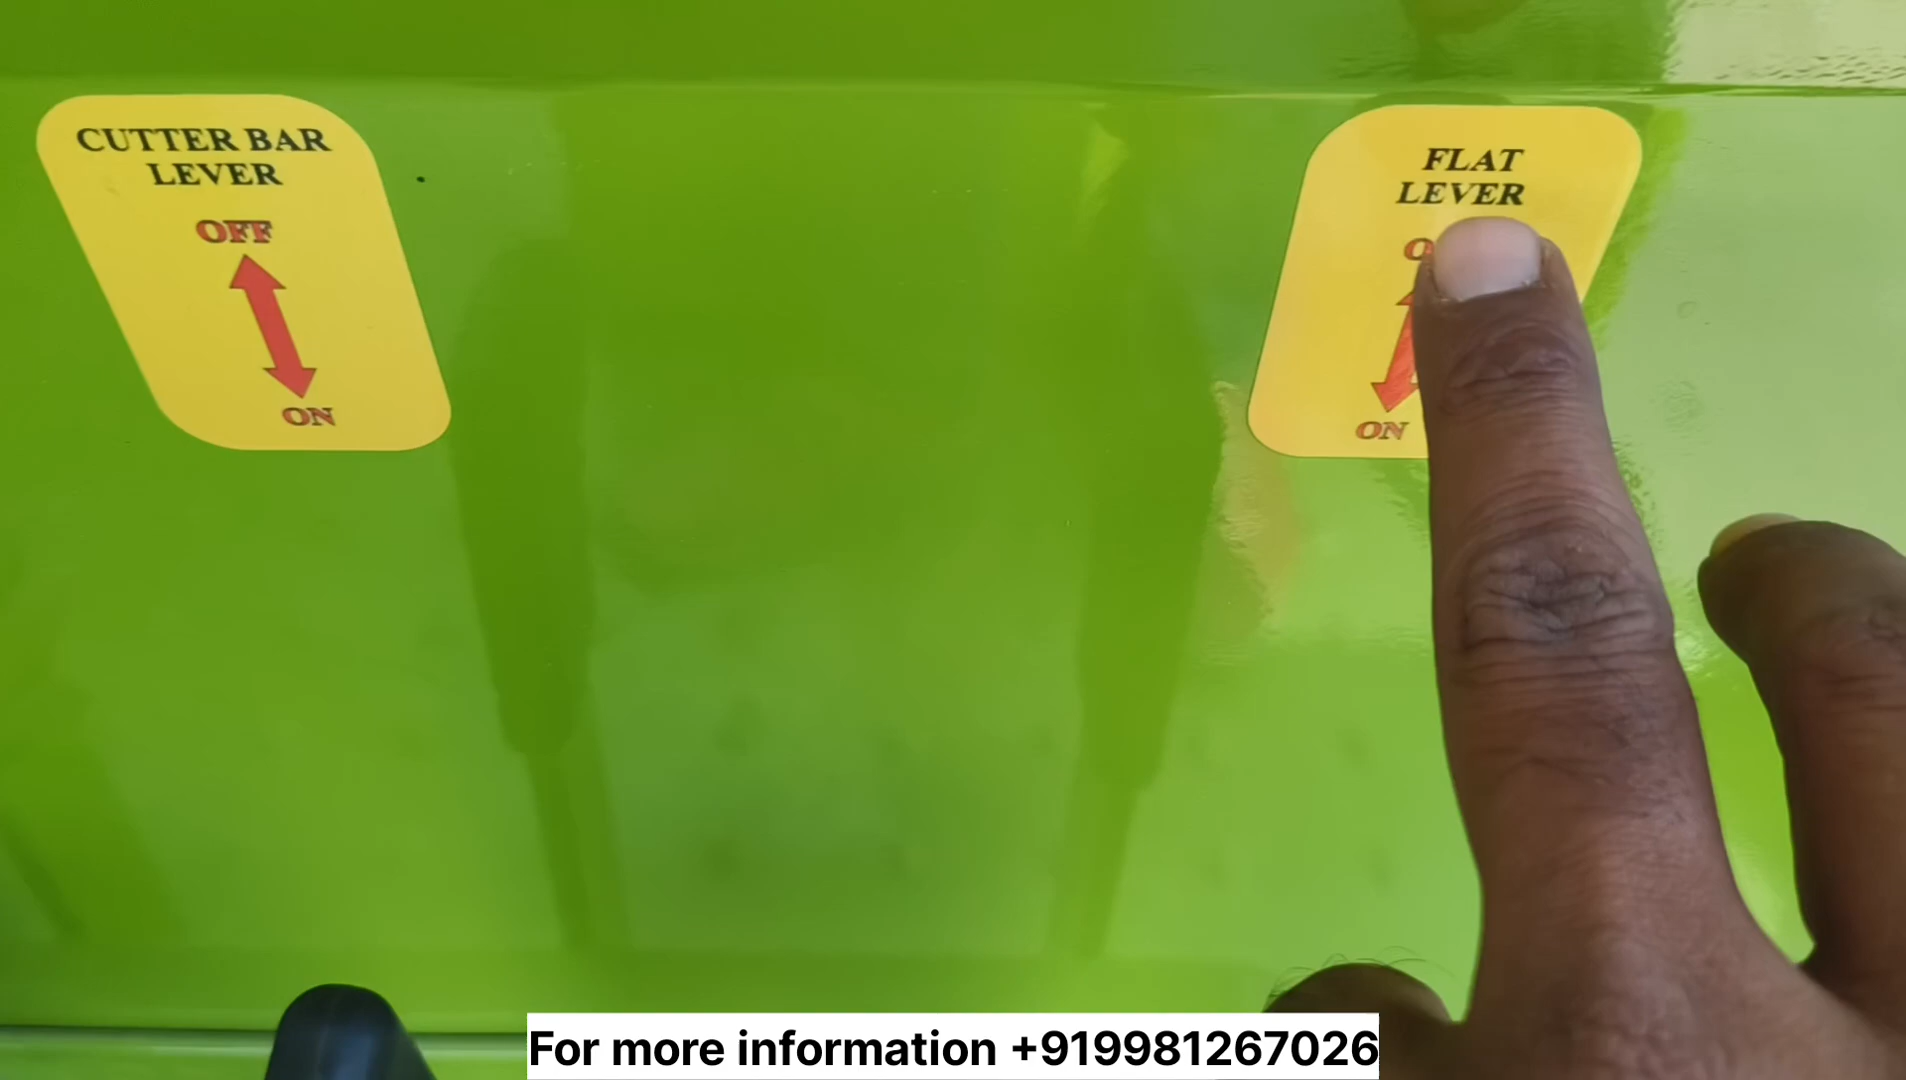 CUTTER BAR
LEVER
OFF
ON
FLAT
LEVER
ON
For more information +919981267026